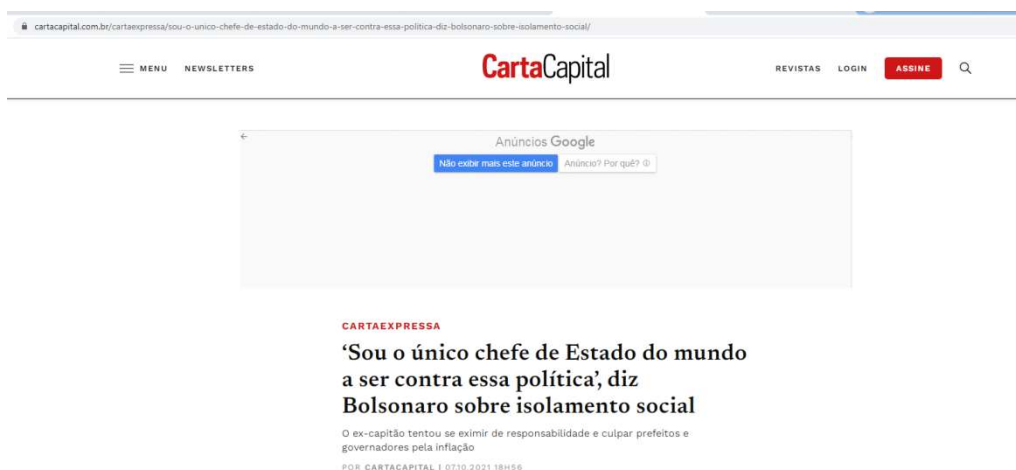 cartacapital.com.br/cartaexpressa/sou-o-unico-chefe-de-estado-do-mundo-a-ser-contra-essa-politica-diz-bolsonaro-sobre-isolamento-social/
MENU NEWSLETTERS CartaCapital REVISTAS LOGIN ASSINE
Anúncios Google
Não exibir mais este anúncio Anúncio? Por quê?
CARTAEXPRESSA
‘Sou o único chefe de Estado do mundo
a ser contra essa política’, diz
Bolsonaro sobre isolamento social
O ex-capitão tentou se eximir de responsabilidade e culpar prefeitos e
governadores pela inflação
POR CARTACAPITAL | 07.10.2021 18H56